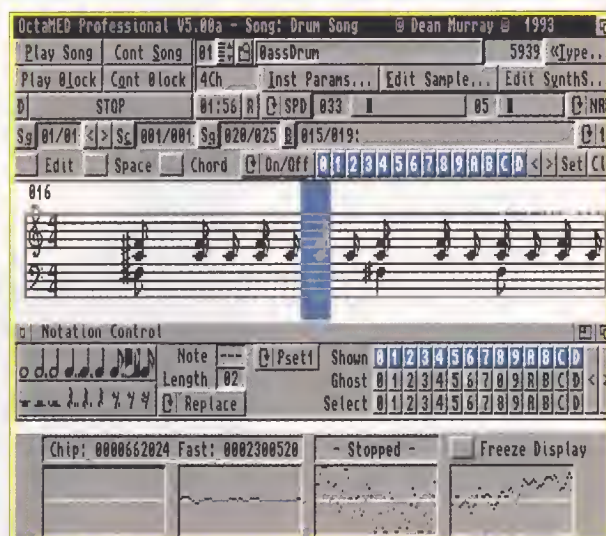 OctaMED Professional V5.00a - Song: Drum Song © Dean Murray © 1993
Play Song Cont Song 01 BassDrum 5939 «Type..
Play Block Cont Block 4Ch Inst Params... Edit Sample... Edit SynthS..
D STOP 01:56 R SPD 033 05 NR
Sg 01/01 < > Sc 001/001 Sq 020/025 B 015/019: 1
Edit Space Chord On/Off 0 1 2 3 4 5 6 7 8 9 A B C D < > Set Cl
016
Notation Control
Note --- Pset1 Shown 0 1 2 3 4 5 6 7 8 9 A B C D
Length 02 Ghost 0 1 2 3 4 5 6 7 8 9 A B C D < >
Replace Select 0 1 2 3 4 5 6 7 8 9 A B C D
Chip: 0000662024 Fast: 0002300520 - Stopped - Freeze Display